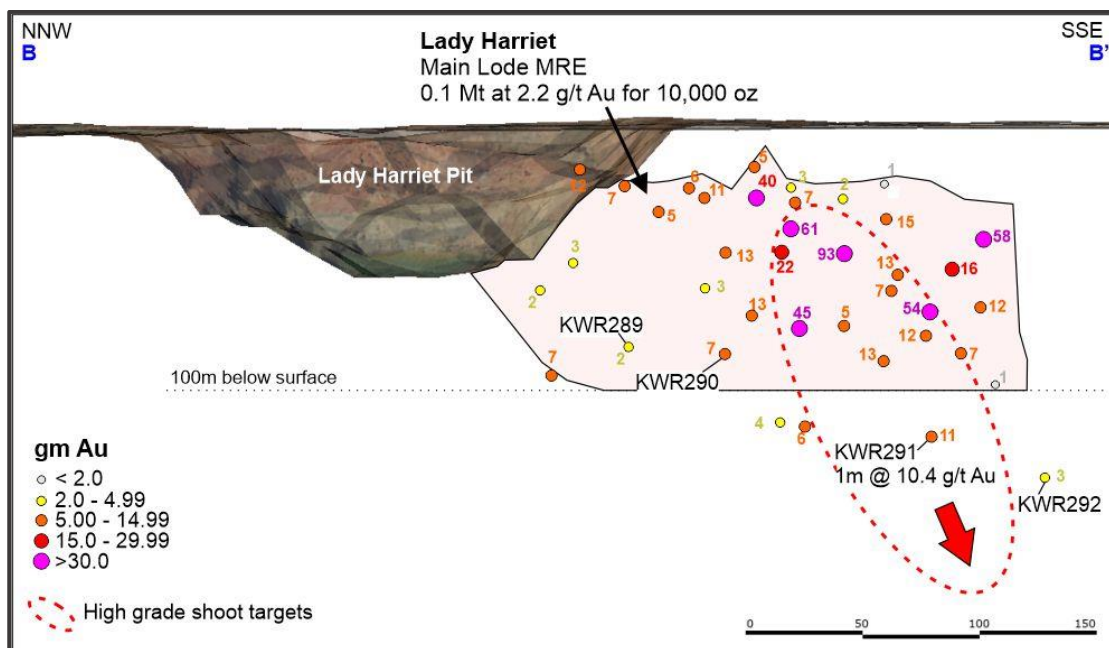 NNW
B
SSE
B'
Lady Harriet
Main Lode MRE
0.1 Mt at 2.2 g/t Au for 10,000 oz
Lady Harriet Pit
12
7
5
6
11
5
40
3
7
2
1
15
61
58
3
13
22
93
13
16
7
2
3
13
45
5
54
12
12
KWR289
2
7
KWR290
13
7
7
1
100m below surface
4
6
11
KWR291
1m @ 10.4 g/t Au
3
KWR292
gm Au
< 2.0
2.0 - 4.99
5.00 - 14.99
15.0 - 29.99
>30.0
High grade shoot targets
0 50 100 150